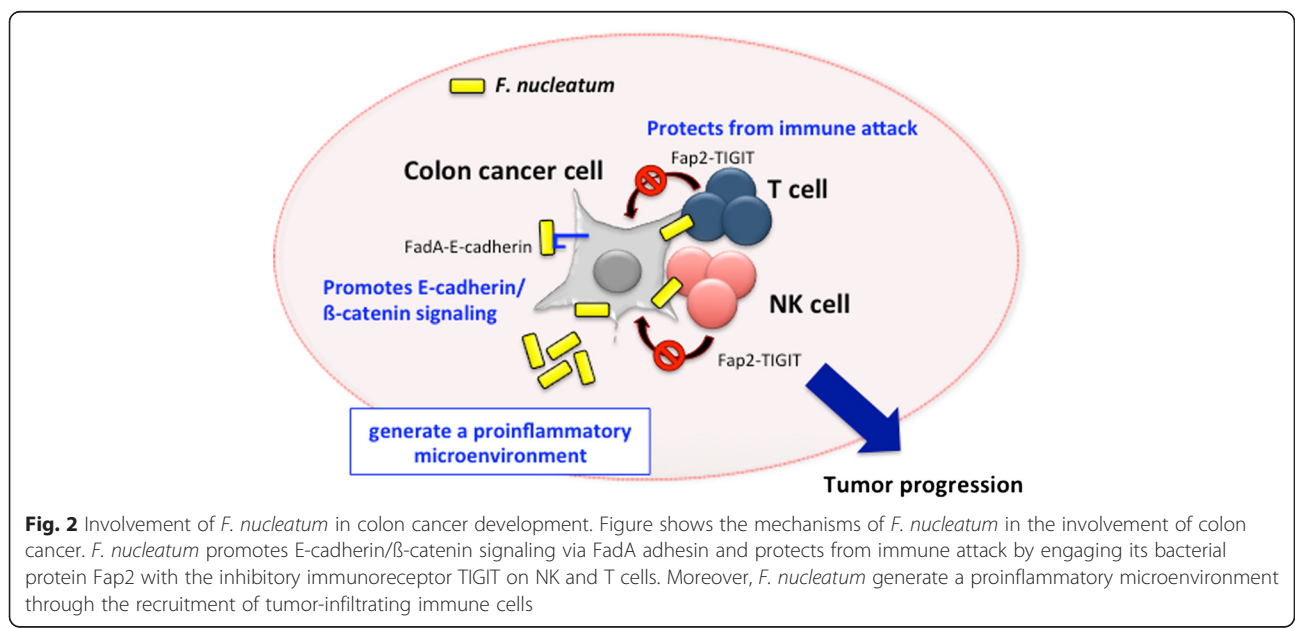 F. nucleatum
Protects from immune attack
Fap2-TIGIT
Colon cancer cell
T cell
FadA-E-cadherin
Promotes E-cadherin/
ß-catenin signaling
NK cell
Fap2-TIGIT
generate a proinflammatory
microenvironment
Tumor progression
Fig. 2 Involvement of F. nucleatum in colon cancer development. Figure shows the mechanisms of F. nucleatum in the involvement of colon
cancer. F. nucleatum promotes E-cadherin/ß-catenin signaling via FadA adhesin and protects from immune attack by engaging its bacterial
protein Fap2 with the inhibitory immunoreceptor TIGIT on NK and T cells. Moreover, F. nucleatum generate a proinflammatory microenvironment
through the recruitment of tumor-infiltrating immune cells